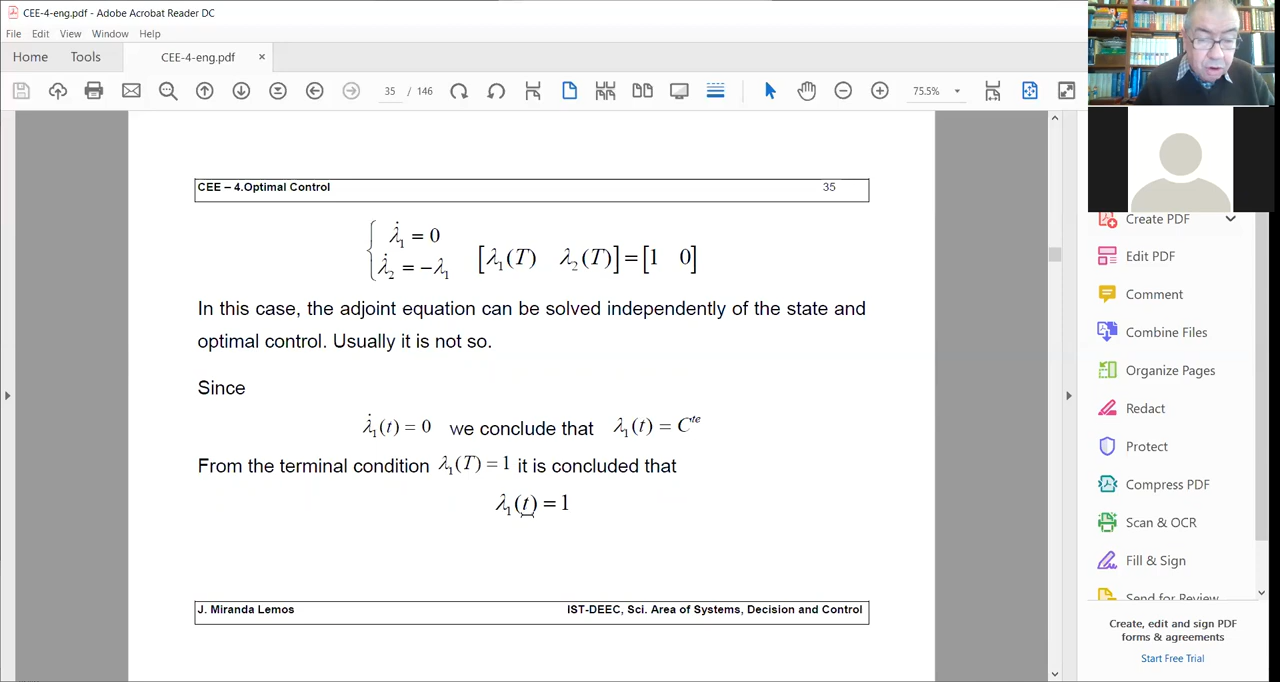 CEE-4-eng.pdf - Adobe Acrobat Reader DC
File Edit View Window Help
Home Tools CEE-4-eng.pdf ×
35 / 146 75.5%
CEE – 4.Optimal Control 35
λ̇₁ = 0
λ̇₂ = −λ₁ [λ₁(T) λ₂(T)] = [1 0]
In this case, the adjoint equation can be solved independently of the state and
optimal control. Usually it is not so.
Since
λ̇₁(t) = 0 we conclude that λ₁(t) = Cᵗᵉ
From the terminal condition λ₁(T) = 1 it is concluded that
λ₁(t) = 1
J. Miranda Lemos IST-DEEC, Sci. Area of Systems, Decision and Control
Create PDF
Edit PDF
Comment
Combine Files
Organize Pages
Redact
Protect
Compress PDF
Scan & OCR
Fill & Sign
Send for Review
Create, edit and sign PDF
forms & agreements
Start Free Trial